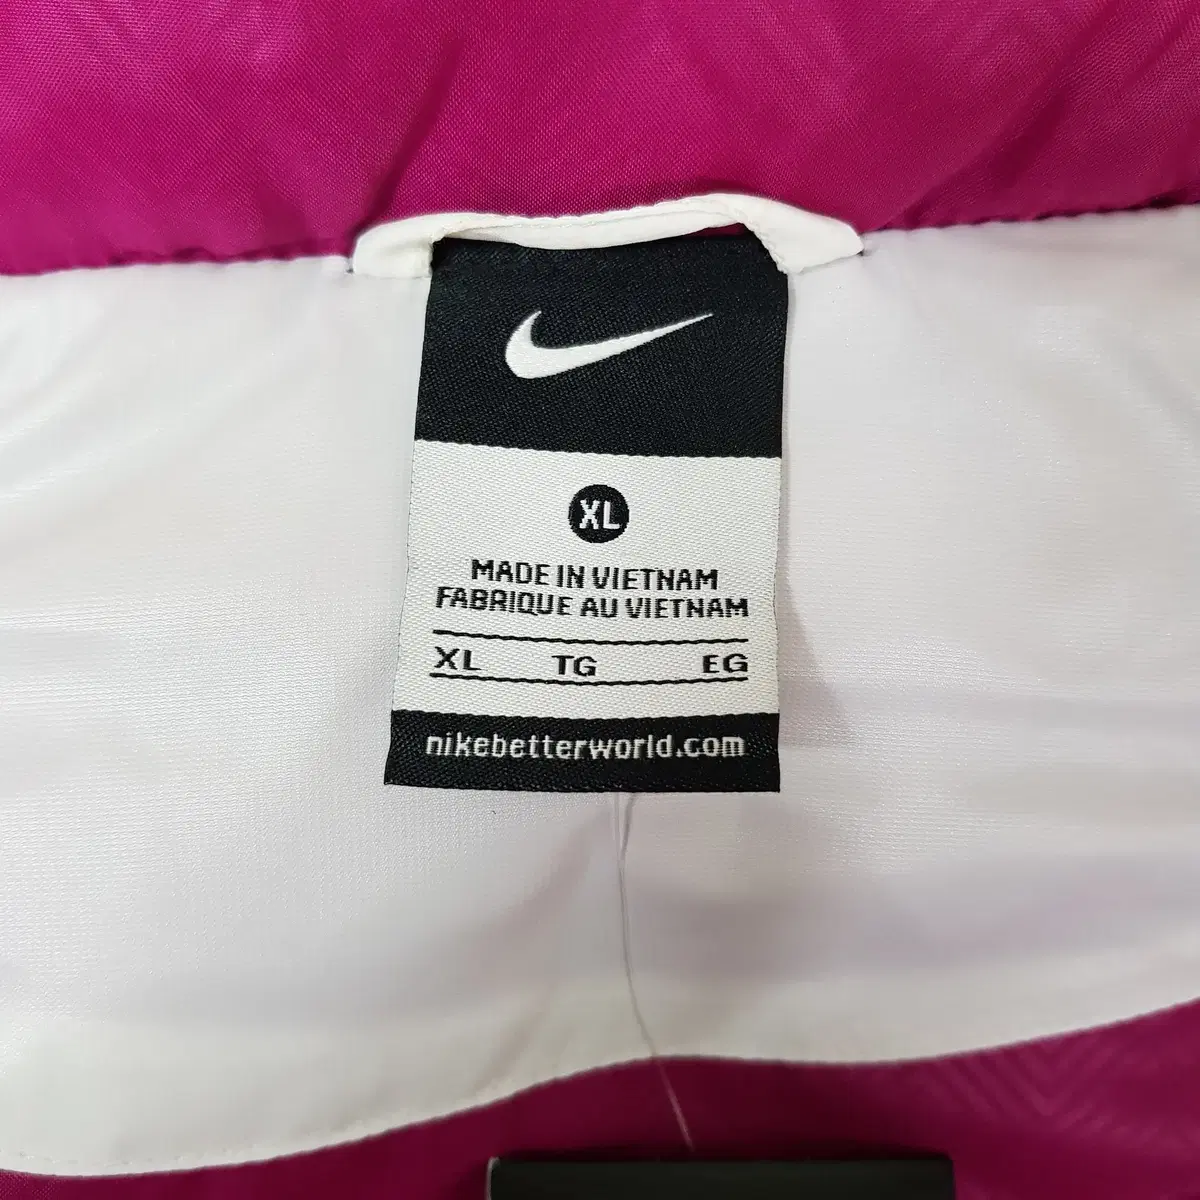 XL
MADE IN VIETNAM
FABRIQUE AU VIETNAM
XL TG EG
nikebetterworld.com